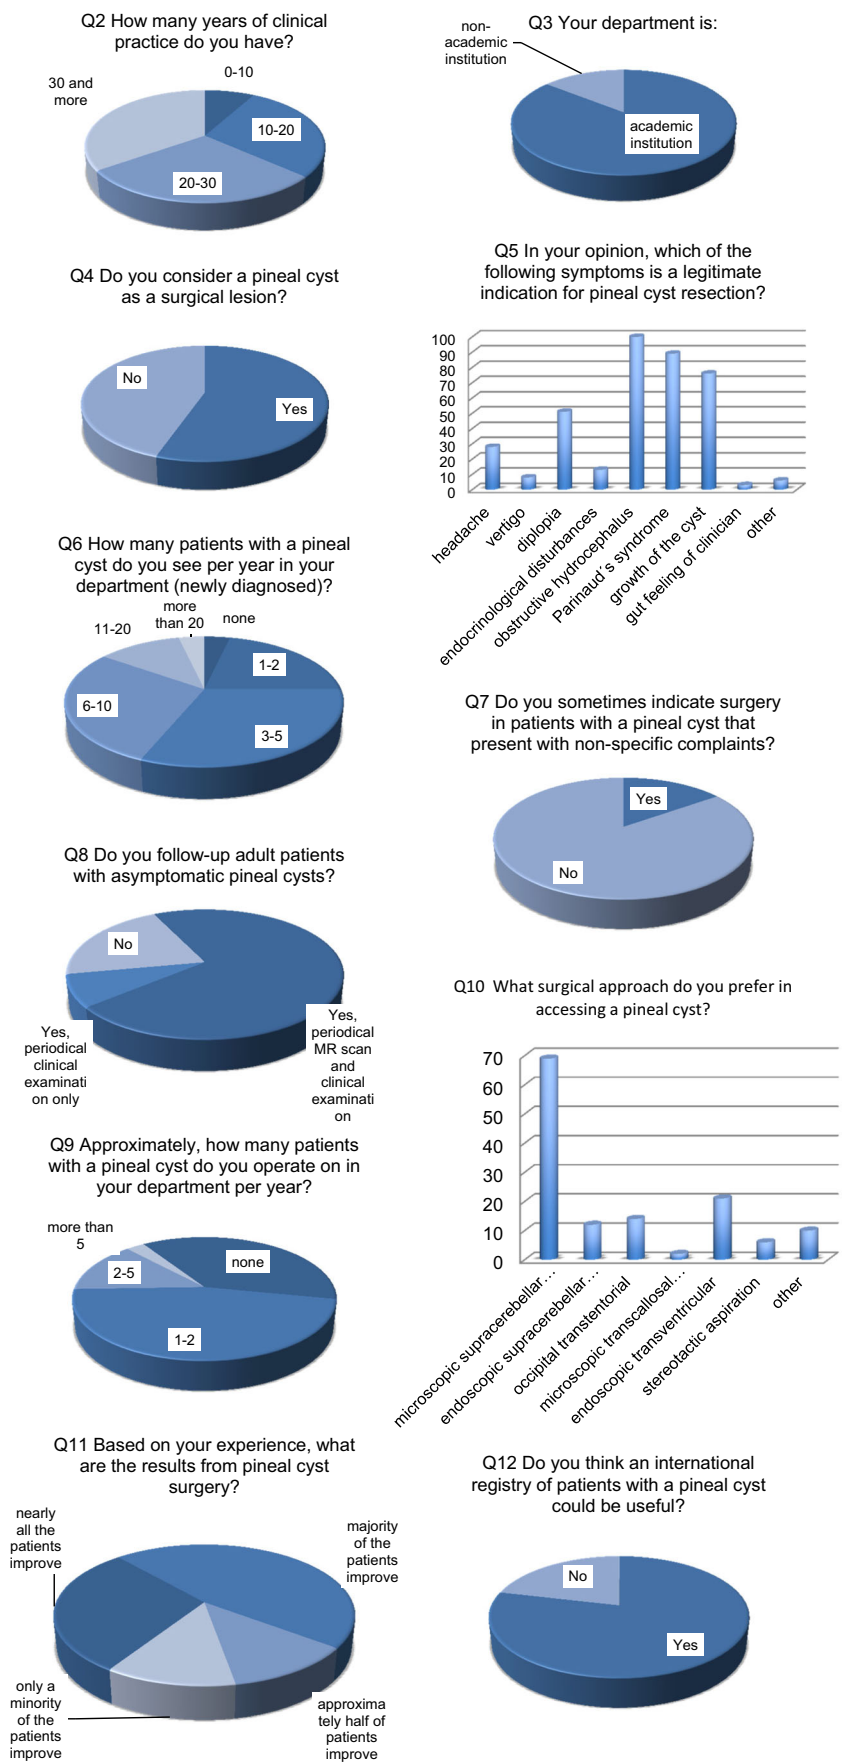 Q2 How many years of clinical
practice do you have?
0-10
30 and
more
10-20
20-30
Q3 Your department is:
non-
academic
institution
academic
institution
Q4 Do you consider a pineal cyst
as a surgical lesion?
No
Yes
Q5 In your opinion, which of the
following symptoms is a legitimate
indication for pineal cyst resection?
100
90
80
70
60
50
40
30
20
10
0
headache
vertigo
diplopia
endocrinological disturbances
obstructive hydrocephalus
Parinaud´s syndrome
growth of the cyst
gut feeling of clinician
other
Q6 How many patients with a pineal
cyst do you see per year in your
department (newly diagnosed)?
more
than 20
none
11-20
1-2
6-10
3-5
Q7 Do you sometimes indicate surgery
in patients with a pineal cyst that
present with non-specific complaints?
Yes
No
Q8 Do you follow-up adult patients
with asymptomatic pineal cysts?
No
Yes,
periodical
clinical
examinati
on only
Yes,
periodical
MR scan
and
clinical
examinati
on
Q10 What surgical approach do you prefer in
accessing a pineal cyst?
70
60
50
40
30
20
10
0
microscopic supracerebellar…
endoscopic supracerebellar…
occipital transtentorial
microscopic transcallosal…
endoscopic transventricular
stereotactic aspiration
other
Q9 Approximately, how many patients
with a pineal cyst do you operate on in
your department per year?
more than
5
none
2-5
1-2
Q11 Based on your experience, what
are the results from pineal cyst
surgery?
nearly
all the
patients
improve
majority
of the
patients
improve
only a
minority
of the
patients
improve
approxima
tely half of
patients
improve
Q12 Do you think an international
registry of patients with a pineal cyst
could be useful?
No
Yes